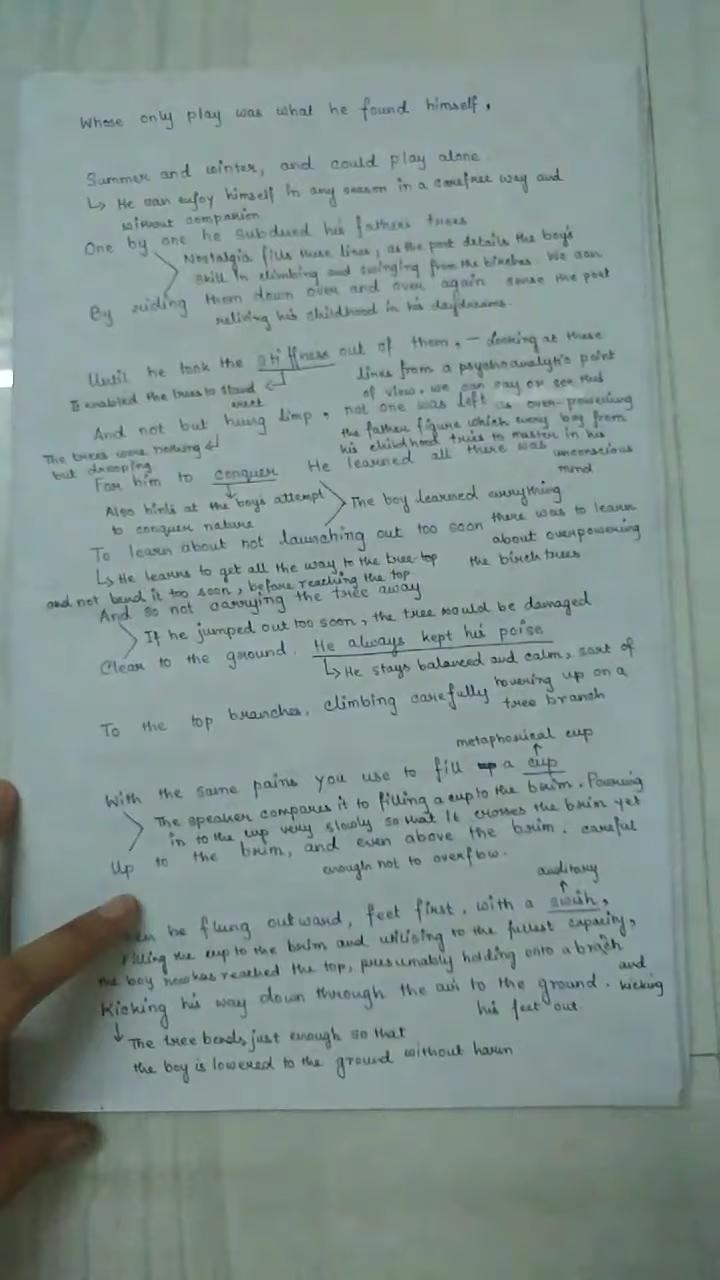 Whose only play was what he found himself,
Summer and winter, and could play alone.
↳ He can enjoy himself in any season in a carefree way and
without companion
One by one he subdued his fathers trees
Nostalgia fills these lines, as the poet details the boy's
skill in climbing and swinging from the birches. We can
again sense the poet
reliving his childhood in his daydreams.
By riding them down over and over
Until he took the stiffness out of them, - Looking at these
lines from a psychoanalytic point
of view, we can say or see this
as over-powering
the father figure which every boy from
his childhood tries to master in his
unconscious
mind
It enabled the trees to stand
erect
And not but hung limp, not one was left
The trees were nothing
but drooping
For him to conquer He learned all there was
Also hints at the boy's attempt
to conquer nature
The boy learned everything
there was to learn
about overpowering
the birch trees
To learn about not launching out too soon
↳ He learns to get all the way to the tree-top
and not bend it too soon, before reaching the top
And so not carrying the tree away
If he jumped out too soon, the tree would be damaged
Clear to the ground. He always kept his poise
↳ He stays balanced and calm, sort of
hovering up on a
tree branch
To the top branches, climbing carefully
metaphorical cup
With the same pains you use to fill a cup
The speaker compares it to filling a cup to the brim. Pouring
in to the cup very slowly so that it crosses the brim yet
careful
enough not to overflow.
Up to the brim, and even above the brim.
auditory
he flung outward, feet first, with a swish,
filling the cup to the brim and utilising to the fullest capacity,
the boy now has reached the top, presumably holding onto a brach
and kicking
his feet out.
Kicking his way down through the air to the ground.
↓ The tree bends just enough so that
the boy is lowered to the ground without harm